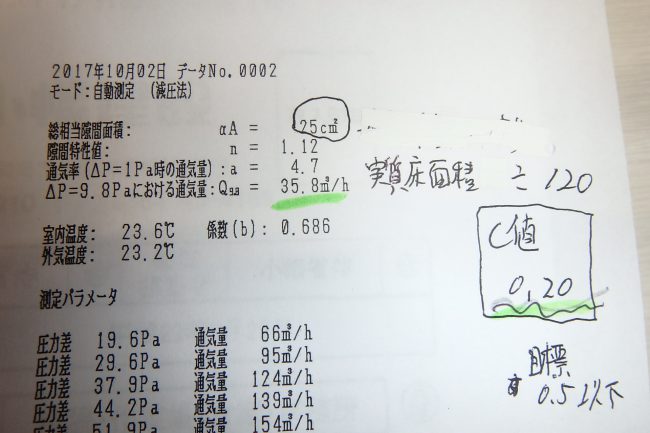 2017年10月02日 データNo.0002
モード:自動測定 (減圧法)
総相当隙間面積: αA = 25c㎡
隙間特性値: n = 1.12
通気率(ΔP=1Pa時の通気量):a = 4.7
ΔP=9.8Paにおける通気量:Q9.8 = 35.8㎥/h
実質床面積 ≒ 120
C値
0.20
室内温度: 23.6℃ 係数(b): 0.686
外気温度: 23.2℃
測定パラメータ
圧力差 19.6Pa 通気量 66㎥/h
圧力差 29.6Pa 通気量 95㎥/h
圧力差 37.9Pa 通気量 124㎥/h
圧力差 44.2Pa 通気量 139㎥/h
圧力差 51.9Pa 通気量 154㎥/h
目標
0.5以下